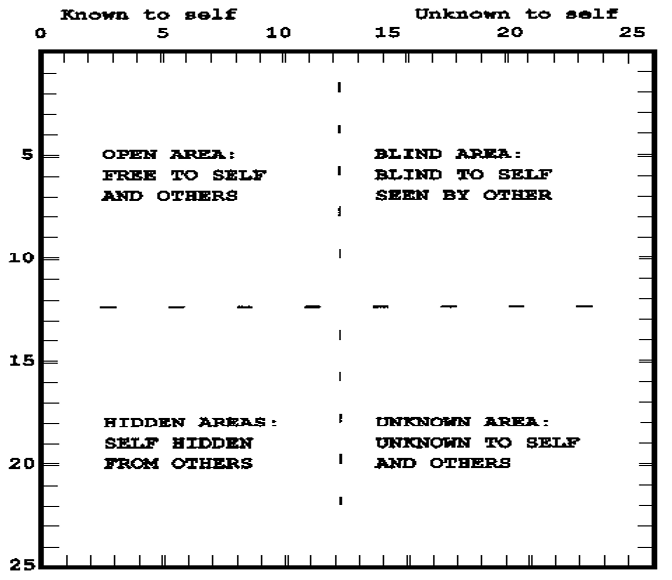 Known to self Unknown to self
0 5 10 15 20 25
5
OPEN AREA:
FREE TO SELF
AND OTHERS
BLIND AREA:
BLIND TO SELF
SEEN BY OTHER
10
15
HIDDEN AREAS:
SELF HIDDEN
FROM OTHERS
UNKNOWN AREA:
UNKNOWN TO SELF
AND OTHERS
20
25